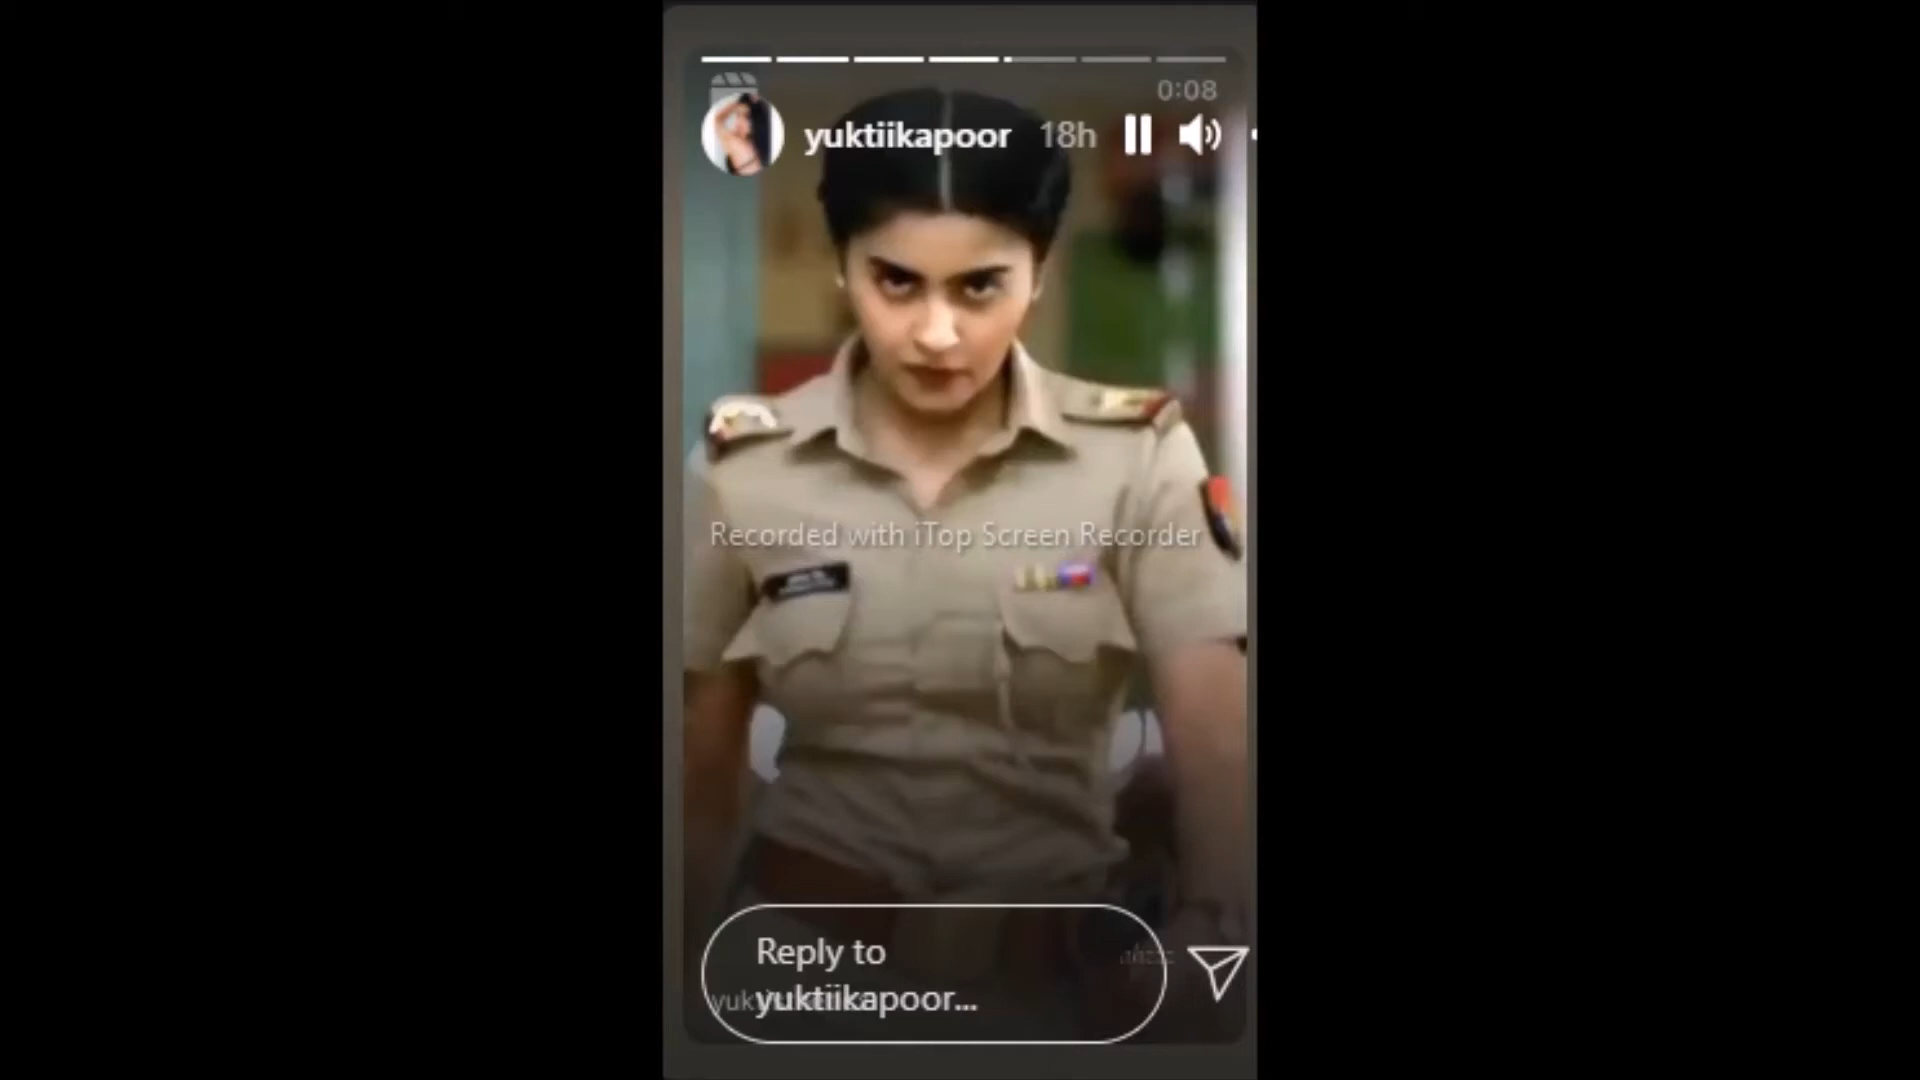 0:08
yuktiikapoor 18h
Recorded with iTop Screen Recorder
Reply to
yuktiikapoor...